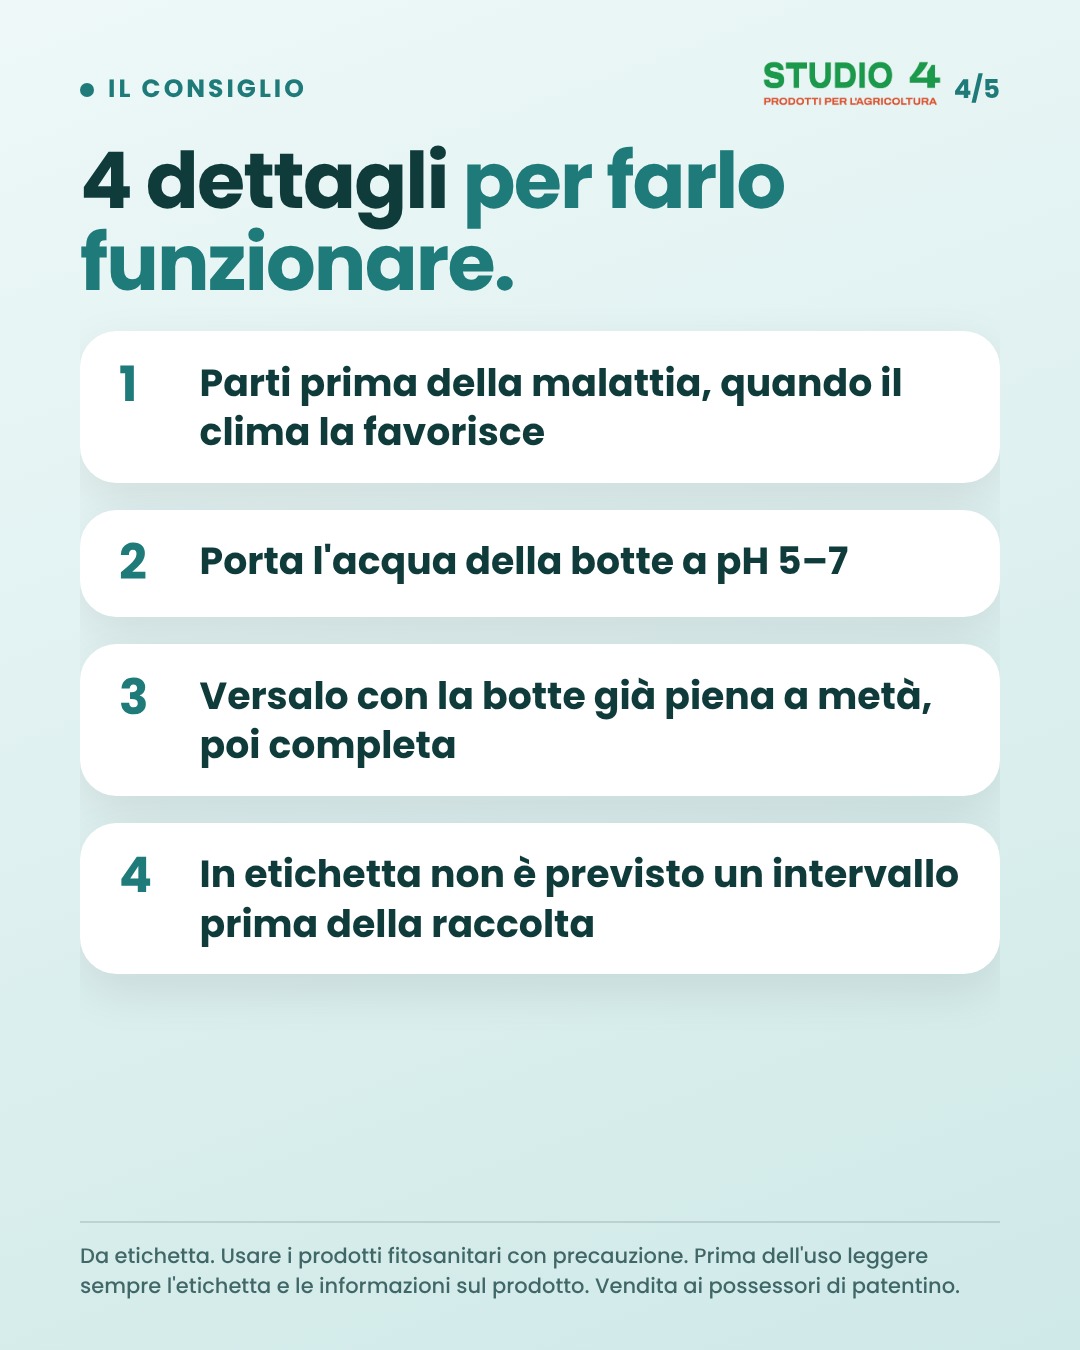 IL CONSIGLIO
STUDIO 4
PRODOTTI PER L'AGRICOLTURA
4/5
4 dettagli per farlo
funzionare.
1
Parti prima della malattia, quando il
clima la favorisce
2
Porta l'acqua della botte a pH 5–7
3
Versalo con la botte già piena a metà,
poi completa
4
In etichetta non è previsto un intervallo
prima della raccolta
Da etichetta. Usare i prodotti fitosanitari con precauzione. Prima dell'uso leggere
sempre l'etichetta e le informazioni sul prodotto. Vendita ai possessori di patentino.